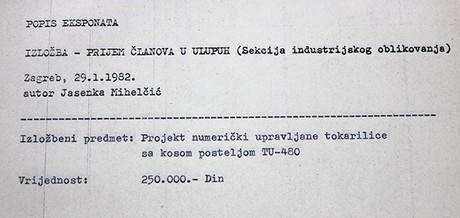 POPIS EKSPONATA
IZLOŽBA - PRIJEM ČLANOVA U ULUPUH (Sekcija industrijskog oblikovanja)
Zagreb, 29.1.1982.
autor Jasenka Mihelčić
Izložbeni predmet: Projekt numerički upravljane tokarilice
sa kosom posteljom TU-480
Vrijednost: 250.000.- Din